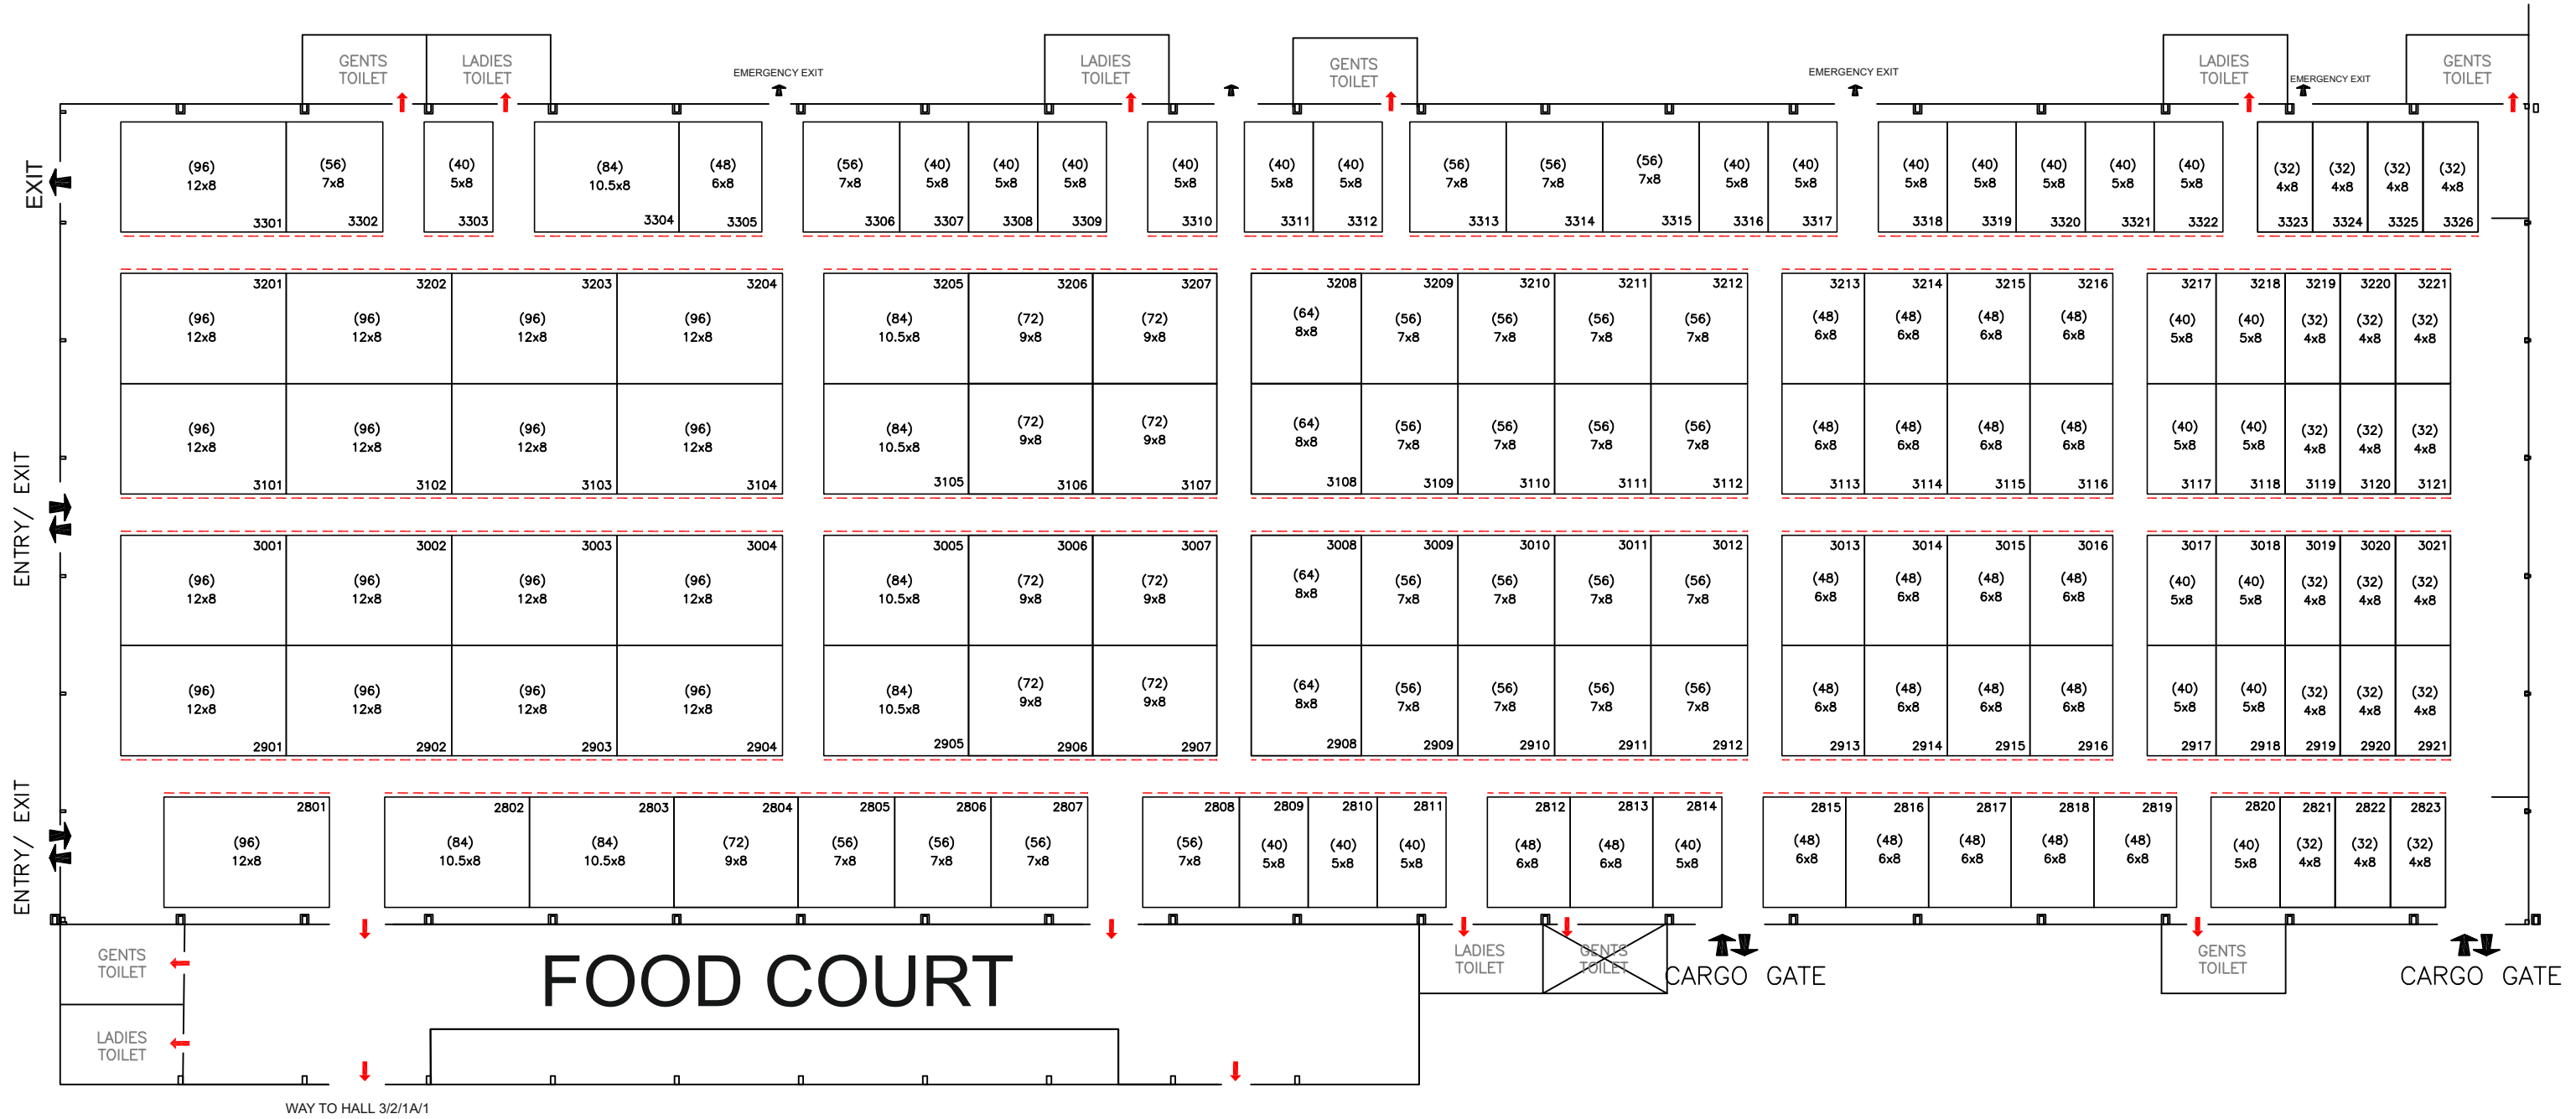 GENTS
TOILET
LADIES
TOILET
EMERGENCY EXIT
LADIES
TOILET
GENTS
TOILET
EMERGENCY EXIT
LADIES
TOILET
EMERGENCY EXIT
GENTS
TOILET
EXIT
(96) (56) (40) (84) (48) (56) (40) (40) (40) (40) (40) (40) (56) (56) (56) (40) (40) (40) (40) (40) (40) (40) (32) (32) (32) (32)
12x8 7x8 5x8 10.5x8 6x8 7x8 5x8 5x8 5x8 5x8 5x8 5x8 7x8 7x8 7x8 5x8 5x8 5x8 5x8 5x8 5x8 5x8 4x8 4x8 4x8 4x8
3301 3302 3303 3304 3305 3306 3307 3308 3309 3310 3311 3312 3313 3314 3315 3316 3317 3318 3319 3320 3321 3322 3323 3324 3325 3326
3201 3202 3203 3204 3205 3206 3207 3208 3209 3210 3211 3212 3213 3214 3215 3216 3217 3218 3219 3220 3221
(96) (96) (96) (96) (84) (72) (72) (64) (56) (56) (56) (56) (48) (48) (48) (48) (40) (40) (32) (32) (32)
12x8 12x8 12x8 12x8 10.5x8 9x8 9x8 8x8 7x8 7x8 7x8 7x8 6x8 6x8 6x8 6x8 5x8 5x8 4x8 4x8 4x8
(96) (96) (96) (96) (84) (72) (72) (64) (56) (56) (56) (56) (48) (48) (48) (48) (40) (40) (32) (32) (32)
12x8 12x8 12x8 12x8 10.5x8 9x8 9x8 8x8 7x8 7x8 7x8 7x8 6x8 6x8 6x8 6x8 5x8 5x8 4x8 4x8 4x8
3101 3102 3103 3104 3105 3106 3107 3108 3109 3110 3111 3112 3113 3114 3115 3116 3117 3118 3119 3120 3121
ENTRY/ EXIT
3001 3002 3003 3004 3005 3006 3007 3008 3009 3010 3011 3012 3013 3014 3015 3016 3017 3018 3019 3020 3021
(96) (96) (96) (96) (84) (72) (72) (64) (56) (56) (56) (56) (48) (48) (48) (48) (40) (40) (32) (32) (32)
12x8 12x8 12x8 12x8 10.5x8 9x8 9x8 8x8 7x8 7x8 7x8 7x8 6x8 6x8 6x8 6x8 5x8 5x8 4x8 4x8 4x8
(96) (96) (96) (96) (84) (72) (72) (64) (56) (56) (56) (56) (48) (48) (48) (48) (40) (40) (32) (32) (32)
12x8 12x8 12x8 12x8 10.5x8 9x8 9x8 8x8 7x8 7x8 7x8 7x8 6x8 6x8 6x8 6x8 5x8 5x8 4x8 4x8 4x8
2901 2902 2903 2904 2905 2906 2907 2908 2909 2910 2911 2912 2913 2914 2915 2916 2917 2918 2919 2920 2921
ENTRY/ EXIT
2801 2802 2803 2804 2805 2806 2807 2808 2809 2810 2811 2812 2813 2814 2815 2816 2817 2818 2819 2820 2821 2822 2823
(96) (84) (84) (72) (56) (56) (56) (56) (40) (40) (40) (48) (48) (40) (48) (48) (48) (48) (48) (40) (32) (32) (32)
12x8 10.5x8 10.5x8 9x8 7x8 7x8 7x8 7x8 5x8 5x8 5x8 6x8 6x8 5x8 6x8 6x8 6x8 6x8 6x8 5x8 4x8 4x8 4x8
GENTS
TOILET
FOOD COURT
LADIES
TOILET
GENTS
TOILET
CARGO GATE
GENTS
TOILET
CARGO GATE
LADIES
TOILET
WAY TO HALL 3/2/1A/1